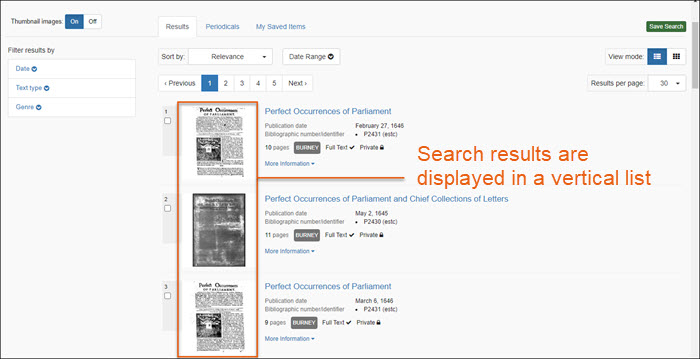 Thumbnail images: On Off
Results Periodicals My Saved Items
Save Search
Filter results by
Date
Text type
Genre
Sort by: Relevance Date Range
View mode:
‹ Previous 1 2 3 4 5 Next ›
Results per page: 30
1
Perfect Occurrences
of PARLIAMENT
Perfect Occurrences of Parliament
Publication date February 27, 1646
Bibliographic number/identifier • P2431 (estc)
10 pages BURNEY Full Text Private
More Information
Search results are
displayed in a vertical list
2
Perfect Occurrences of Parliament and Chief Collections of Letters
Publication date May 2, 1645
Bibliographic number/identifier • P2430 (estc)
11 pages BURNEY Full Text Private
More Information
3
Perfect Occurrences
of PARLIAMENT
Perfect Occurrences of Parliament
Publication date March 6, 1646
Bibliographic number/identifier • P2431 (estc)
9 pages BURNEY Full Text Private
More Information